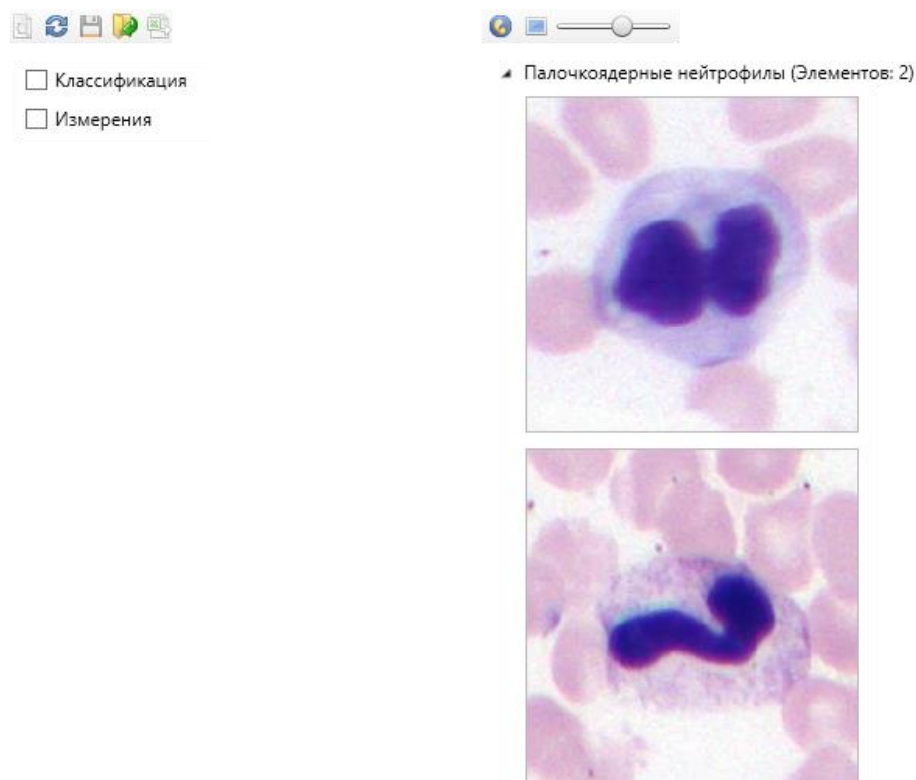 Классификация
Измерения
Палочкоядерные нейтрофилы (Элементов: 2)